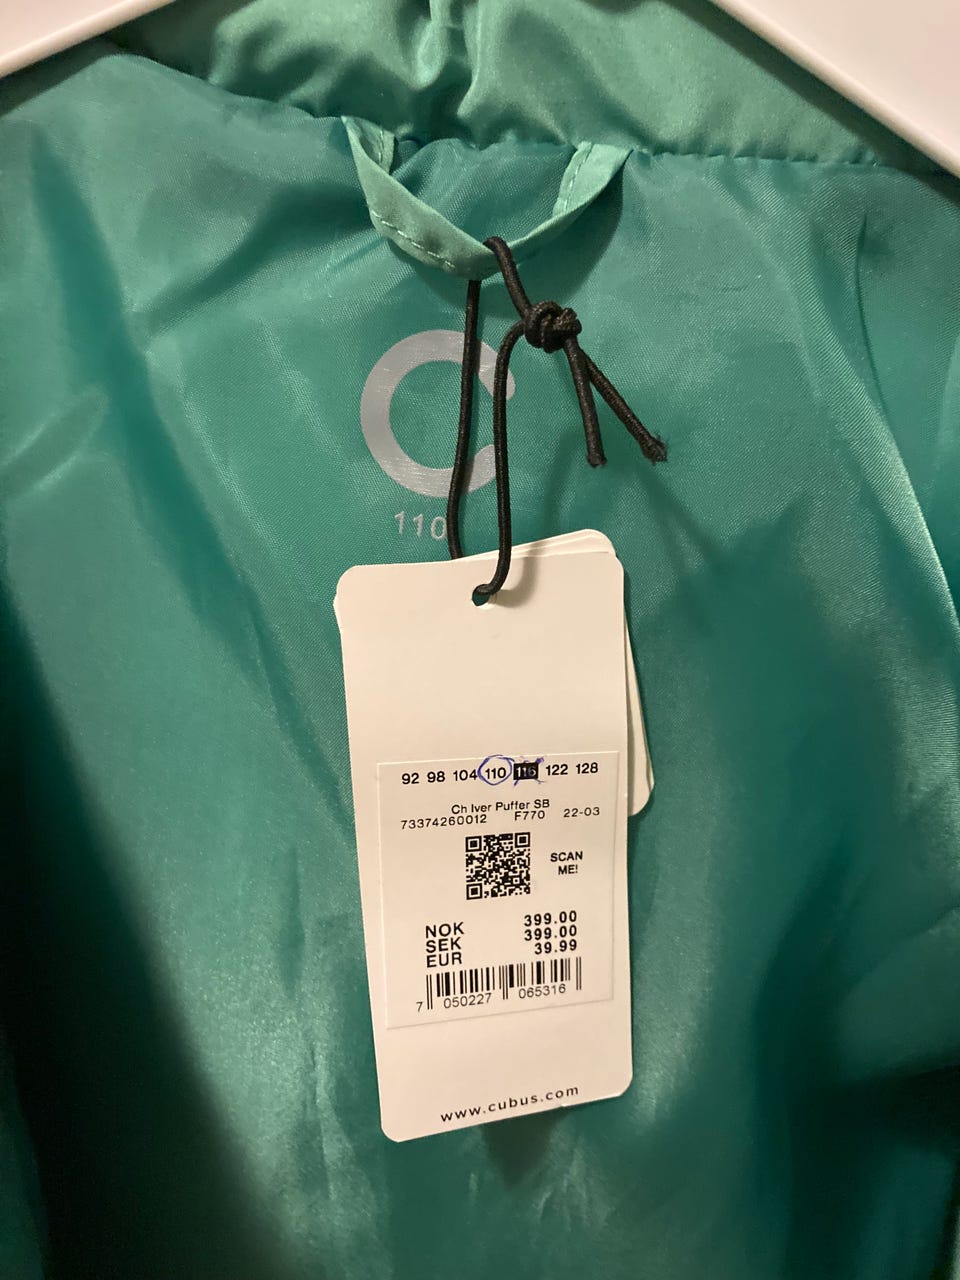 C
110
92 98 104 110 116 122 128
Ch Iver Puffer SB
73374260012 F770 22-03
SCAN
ME!
NOK 399.00
SEK 399.00
EUR 39.99
7 050227 065316
www.cubus.com